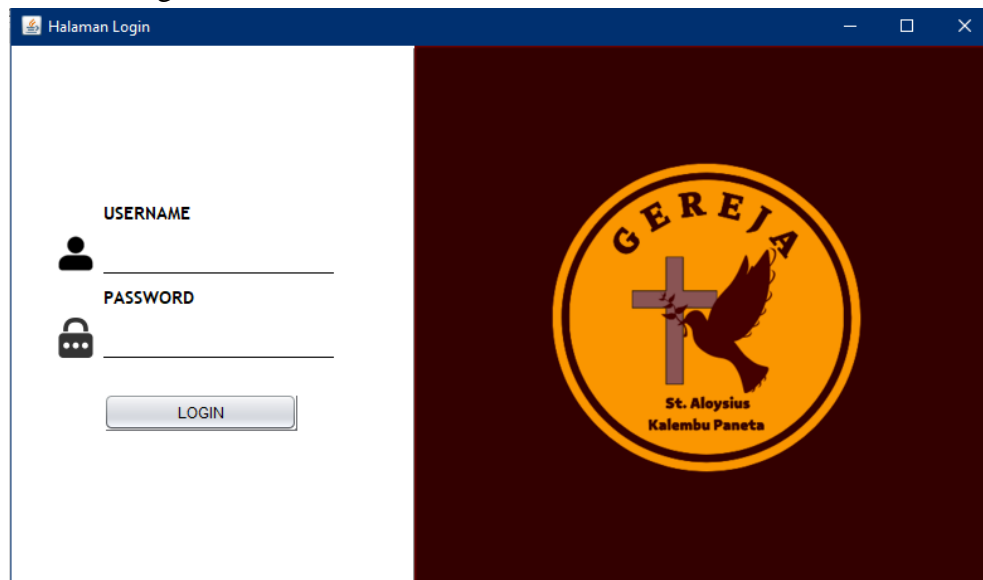 Halaman Login
USERNAME
PASSWORD
LOGIN
GEREJA
St. Aloysius
Kalembu Paneta